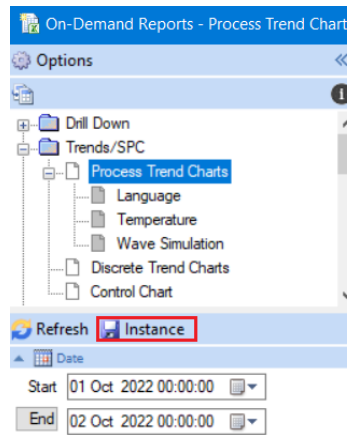 On-Demand Reports - Process Trend Chart
Options
Drill Down
Trends/SPC
Process Trend Charts
Language
Temperature
Wave Simulation
Discrete Trend Charts
Control Chart
Refresh Instance
Date
Start 01 Oct 2022 00:00:00
End 02 Oct 2022 00:00:00